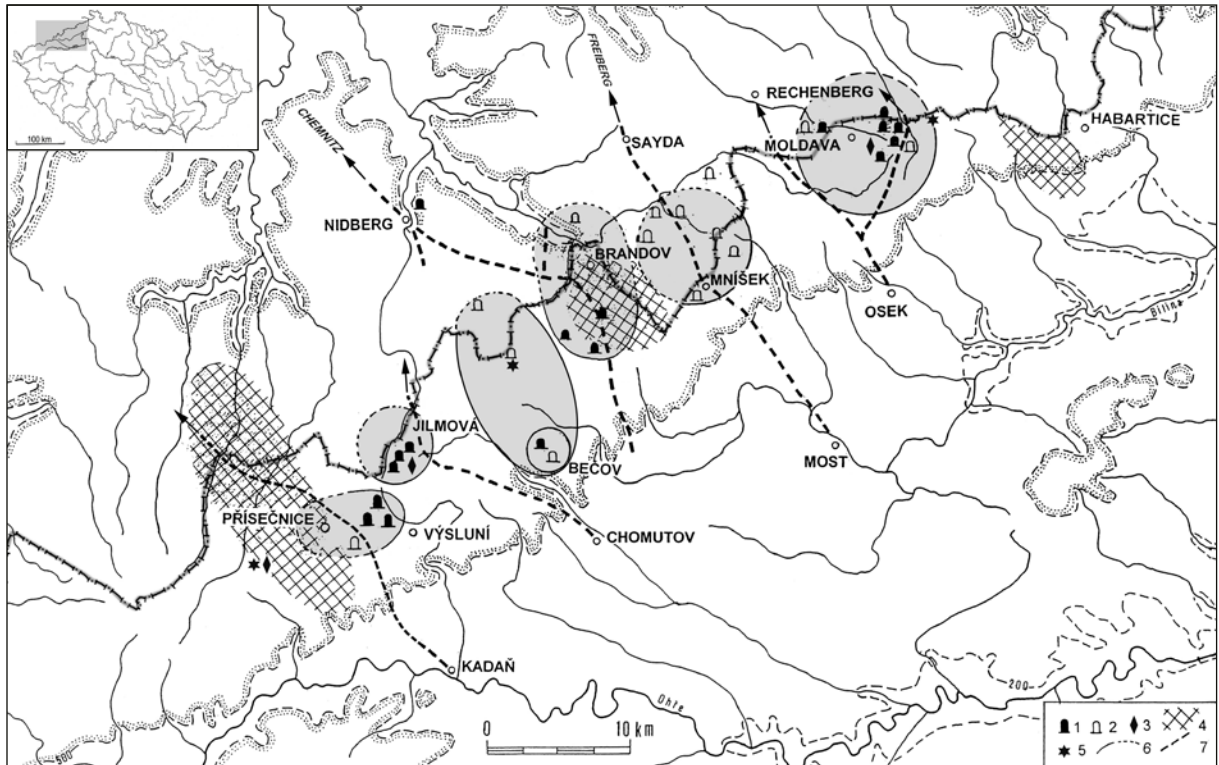 100 km
FREIBERG
CHEMNITZ
RECHENBERG
HABARTICE
SAYDA
MOLDAVA
NIDBERG
BRANDOV
MNÍŠEK
OSEK
Bílina
JILMOVÁ
BEČOV
MOST
PŘÍSEČNICE
VÝSLUNÍ
CHOMUTOV
KADAŇ
Ohře
200
0 10 km
500
1 2 3 4
5 6 7